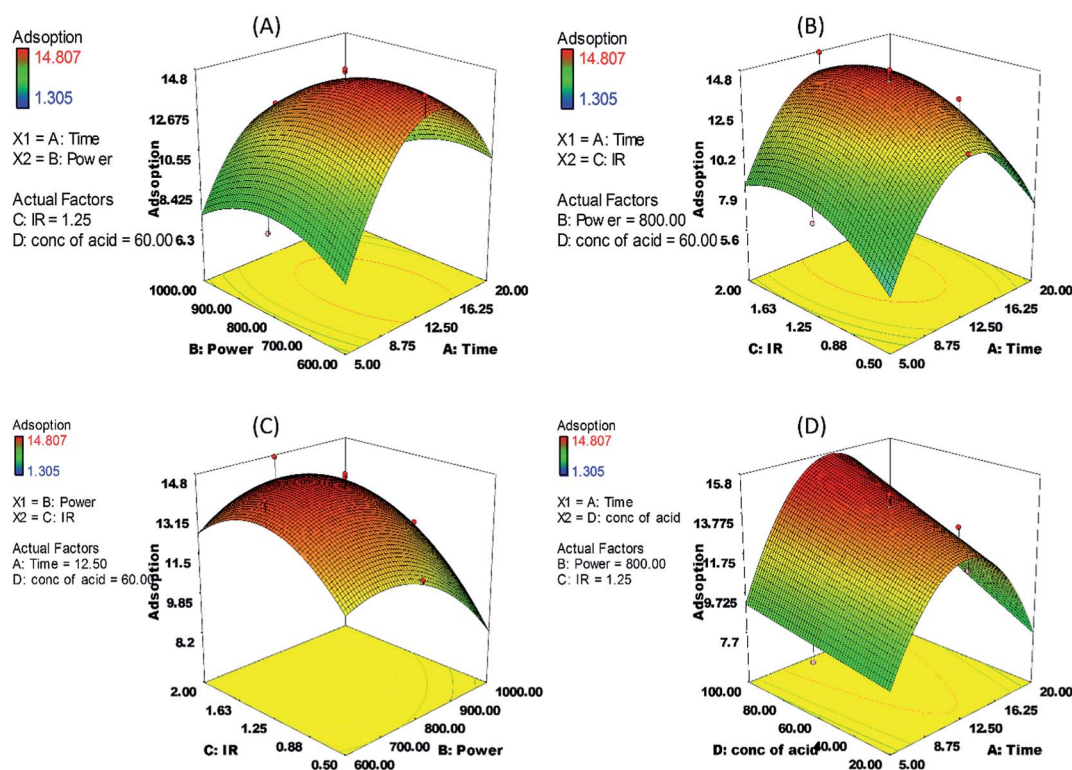 (A)
Adsoption
14.807
1.305
X1 = A: Time
X2 = B: Power
Actual Factors
C: IR = 1.25
D: conc of acid = 60.00
Adsoption
14.8
12.675
10.55
8.425
6.3
1000.00
900.00
800.00
700.00
600.00
B: Power
20.00
16.25
12.50
8.75
5.00
A: Time
(B)
Adsoption
14.807
1.305
X1 = A: Time
X2 = C: IR
Actual Factors
B: Power = 800.00
D: conc of acid = 60.00
Adsoption
14.8
12.5
10.2
7.9
5.6
2.00
1.63
1.25
0.88
0.50
C: IR
20.00
16.25
12.50
8.75
5.00
A: Time
(C)
Adsoption
14.807
1.305
X1 = B: Power
X2 = C: IR
Actual Factors
A: Time = 12.50
D: conc of acid = 60.00
Adsoption
14.8
13.15
11.5
9.85
8.2
2.00
1.63
1.25
0.88
0.50
C: IR
1000.00
900.00
800.00
700.00
600.00
B: Power
(D)
Adsoption
14.807
1.305
X1 = A: Time
X2 = D: conc of acid
Actual Factors
B: Power = 800.00
C: IR = 1.25
Adsoption
15.8
13.775
11.75
9.725
7.7
100.00
80.00
60.00
40.00
20.00
D: conc of acid
20.00
16.25
12.50
8.75
5.00
A: Time